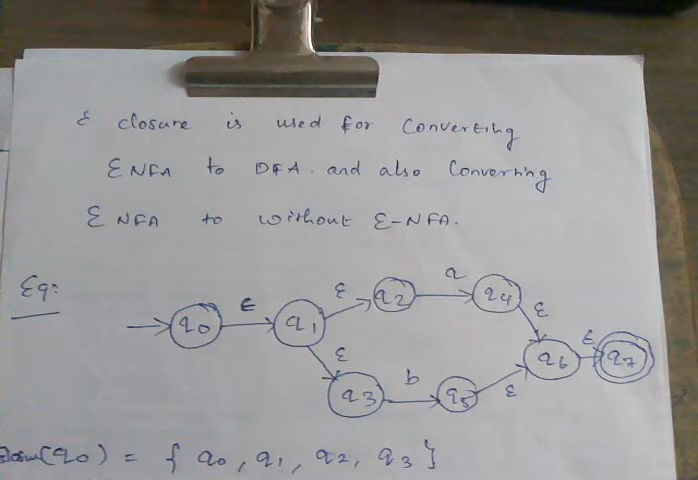 ε closure is used for converting
ε NFA to DFA. and also Converting
ε NFA to without ε-NFA.
Eg:
q0 ε q1 ε q2 a q4 ε q6 ε q7
ε q3 b q5 ε
(q0) = { q0, q1, q2, q3 }